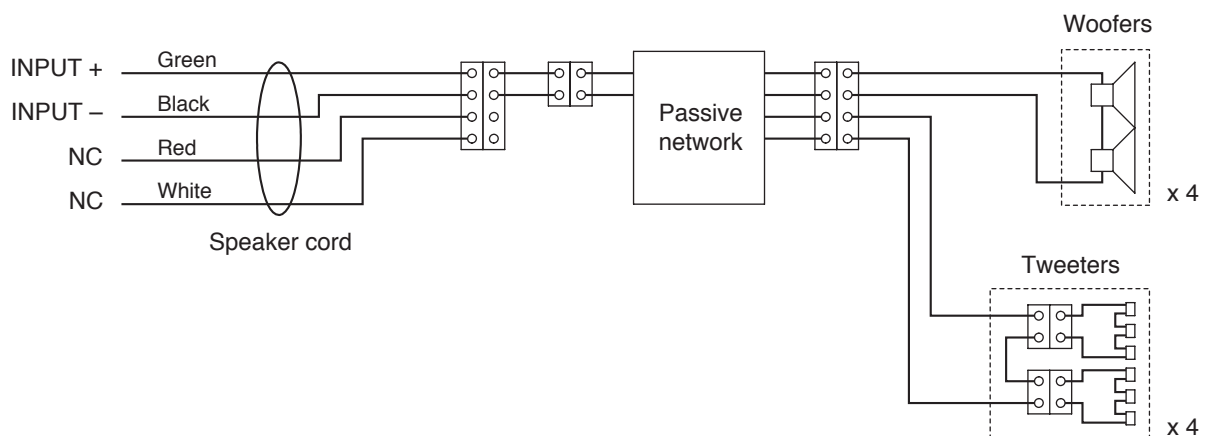 Woofers
INPUT +
Green
INPUT –
Black
NC
Red
NC
White
Speaker cord
Passive
network
x 4
Tweeters
x 4